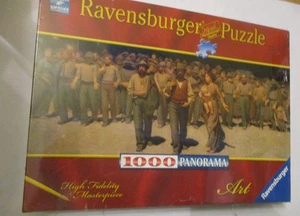 Ravensburger Puzzle
1000 PANORAMA
High Fidelity
Masterpiece
Art
Ravensburger